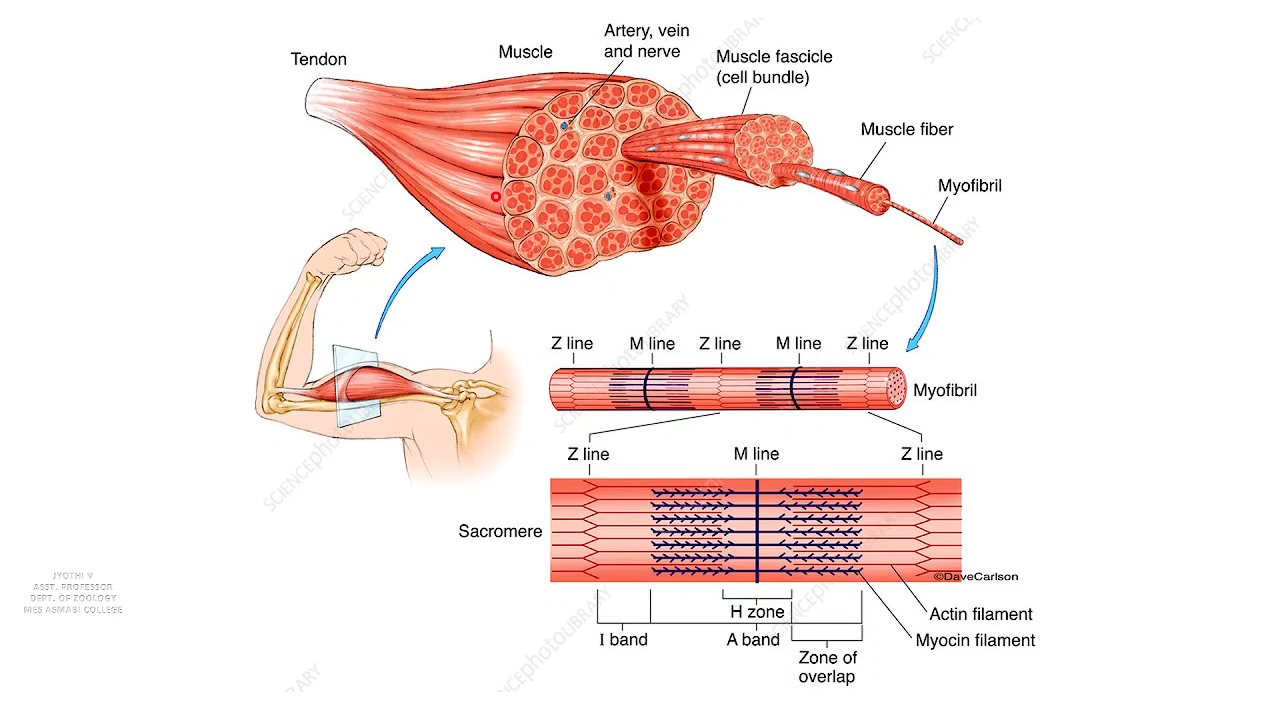 Artery, vein
and nerve
Muscle
Tendon
Muscle fascicle
(cell bundle)
Muscle fiber
Myofibril
Z line
M line
Z line
M line
Z line
Myofibril
Z line
M line
Z line
Sacromere
©DaveCarlson
H zone
Actin filament
I band
A band
Myocin filament
Zone of
overlap
JYOTHI V
ASST. PROFESSOR
DEPT. OF ZOOLOGY
MES ASMABI COLLEGE
SCIENCEphotoLIBRARY